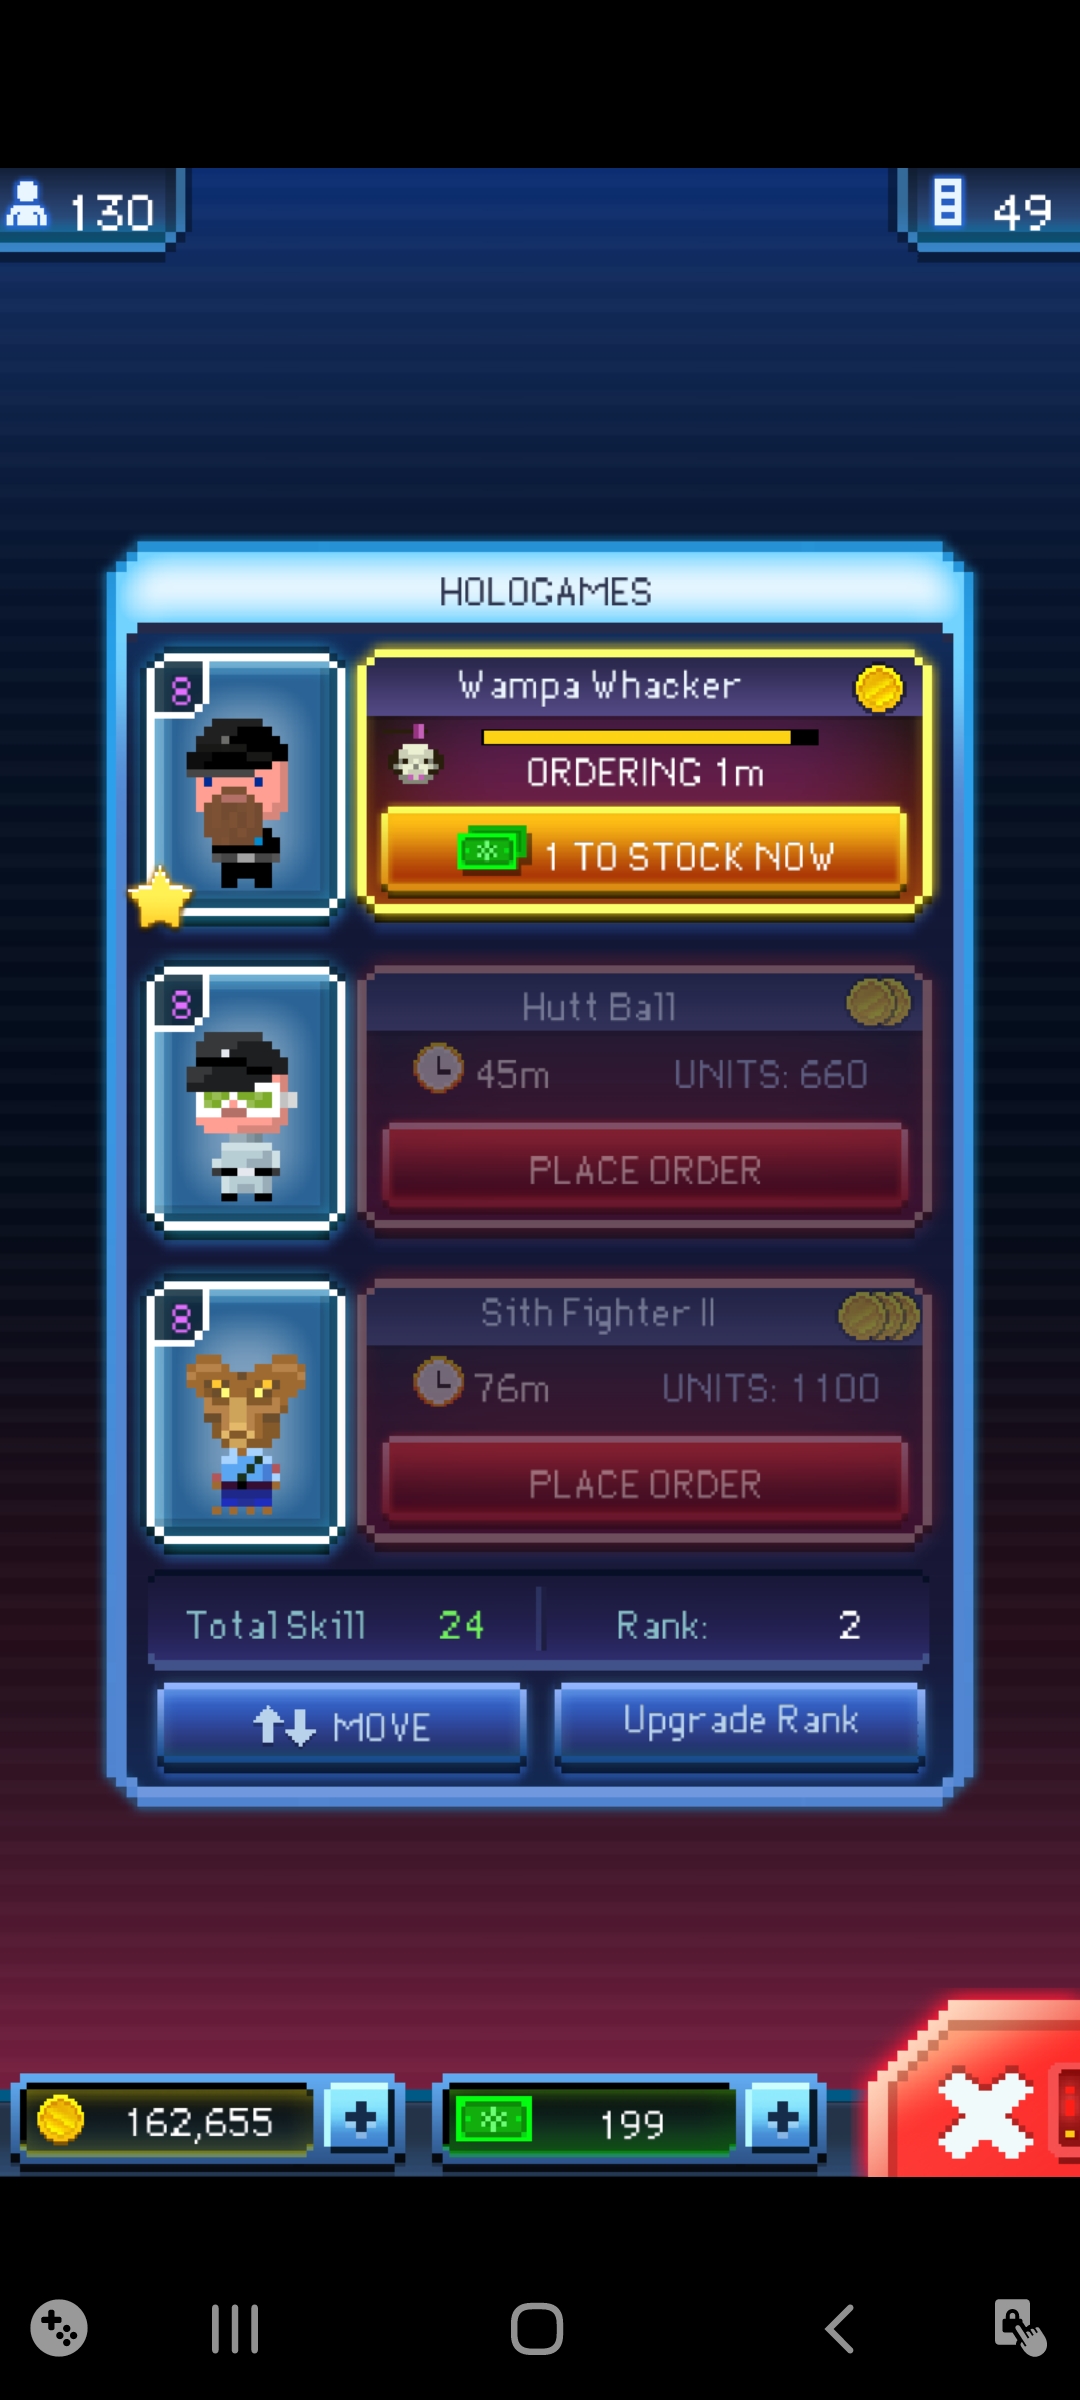 130
49
HOLOGAMES
8
Wampa Whacker
ORDERING 1m
1 TO STOCK NOW
8
Hutt Ball
45m UNITS: 660
PLACE ORDER
8
Sith Fighter II
76m UNITS: 1100
PLACE ORDER
Total Skill 24 Rank: 2
MOVE Upgrade Rank
162,655 199